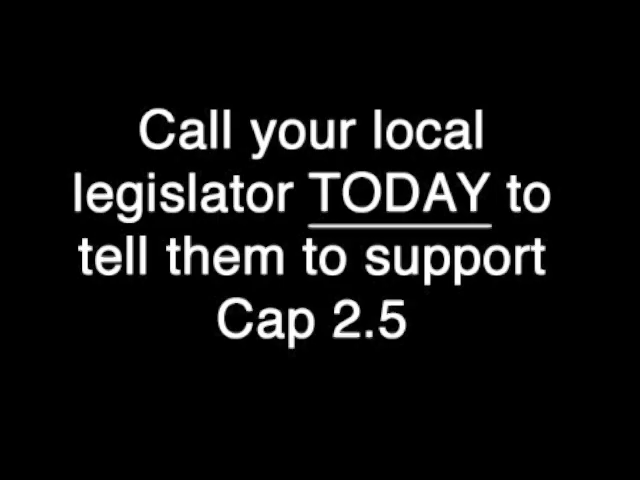 Call your local
legislator TODAY to
tell them to support
Cap 2.5